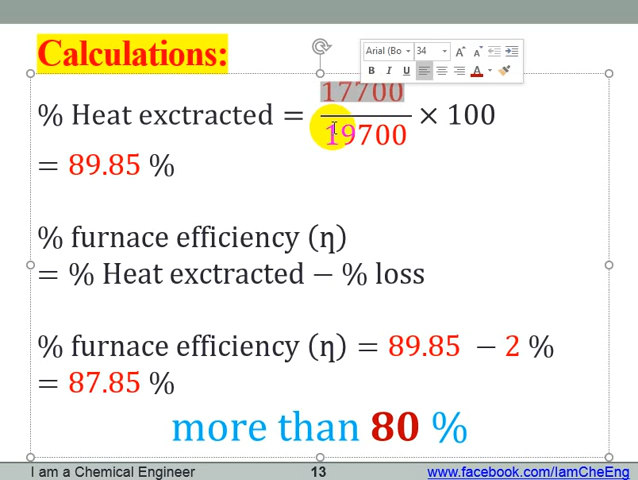 Calculations:
Arial (Bo 34 A A
B I U A
% Heat exctracted = 17700/19700 × 100
= 89.85 %
% furnace efficiency (η)
= % Heat exctracted − % loss
% furnace efficiency (η) = 89.85 − 2 %
= 87.85 %
more than 80 %
I am a Chemical Engineer 13 www.facebook.com/IamCheEng